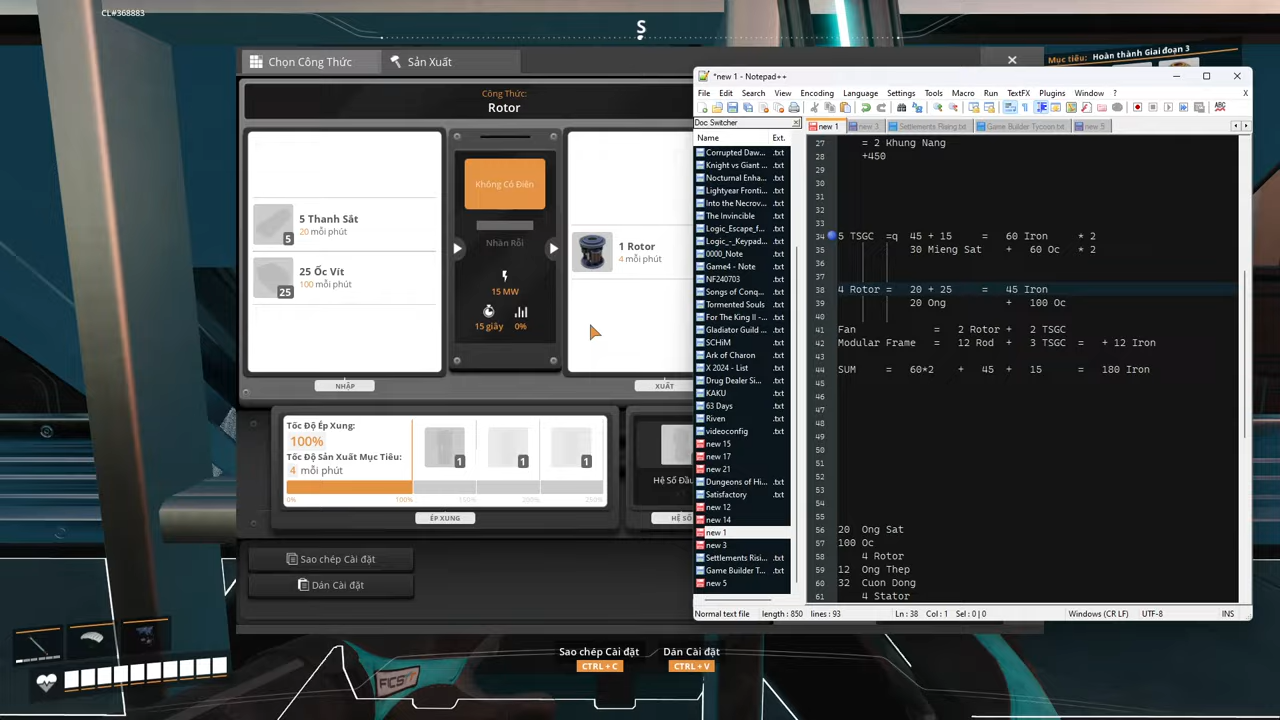 CL#368883
S
Mục tiêu: Hoàn thành Giai đoạn 3
Chọn Công Thức
Sản Xuất
Công Thức:
Rotor
5 Thanh Sắt
20 mỗi phút
5
25 Ốc Vít
100 mỗi phút
25
Không Có Điện
Nhàn Rỗi
15 MW
15 giây
0%
1 Rotor
4 mỗi phút
NHẬP
XUẤT
Tốc Độ Ép Xung:
100%
Tốc Độ Sản Xuất Mục Tiêu:
4 mỗi phút
0%
100%
150%
200%
250%
1
1
1
ÉP XUNG
Hệ Số Đầu
HỆ SỐ
Sao chép Cài đặt
Dán Cài đặt
Sao chép Cài đặt
CTRL + C
Dán Cài đặt
CTRL + V
FICSIT
*new 1 - Notepad++
File Edit Search View Encoding Language Settings Tools Macro Run TextFX Plugins Window ? X
Doc Switcher
new 1
new 3
Settlements Rising.txt
Game Builder Tycoon.txt
new 5
Name Ext.
Corrupted Daw... .txt
Knight vs Giant ... .txt
Nocturnal Enha... .txt
Lightyear Fronti... .txt
Into the Necrov... .txt
The Invincible .txt
Logic_Escape_f... .txt
Logic_-_Keypad... .txt
0000_Note .txt
Game4 - Note .txt
NF240703 .txt
Songs of Conq... .txt
Tormented Souls .txt
For The King II -... .txt
Gladiator Guild ... .txt
SCHiM .txt
Ark of Charon .txt
X 2024 - List .txt
Drug Dealer Si... .txt
KAKU .txt
63 Days .txt
Riven .txt
videoconfig .txt
new 15
new 17
new 21
Dungeons of Hi... .txt
Satisfactory .txt
new 12
new 14
new 1
new 3
Settlements Risi... .txt
Game Builder T... .txt
new 5
27 = 2 Khung Nang
28 +450
29
30
31
32
33
34 5 TSGC =q 45 + 15 = 60 Iron * 2
35 30 Mieng Sat + 60 Oc * 2
36
37
38 4 Rotor = 20 + 25 = 45 Iron
39 20 Ong + 100 Oc
40
41 Fan = 2 Rotor + 2 TSGC
42 Modular Frame = 12 Rod + 3 TSGC = + 12 Iron
43
44 SUM = 60*2 + 45 + 15 = 180 Iron
45
46
47
48
49
50
51
52
53
54
55
56 20 Ong Sat
57 100 Oc
58 4 Rotor
59 12 Ong Thep
60 32 Cuon Dong
61 4 Stator
Normal text file length : 850 lines : 93 Ln : 38 Col : 1 Sel : 0 | 0 Windows (CR LF) UTF-8 INS